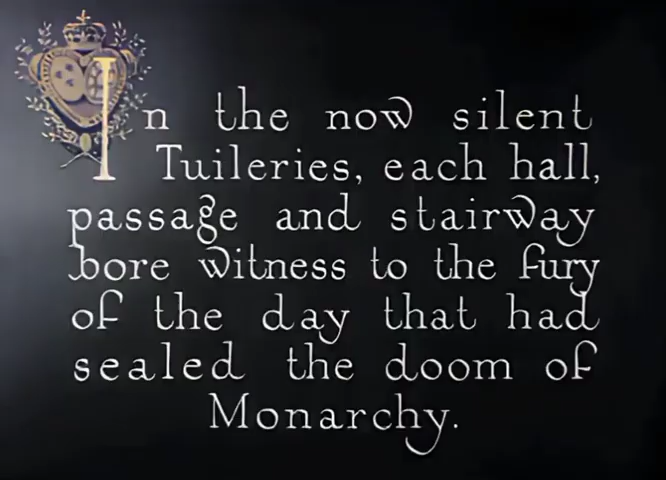 In the now silent
Tuileries, each hall,
passage and stairway
bore witness to the fury
of the day that had
sealed the doom of
Monarchy.